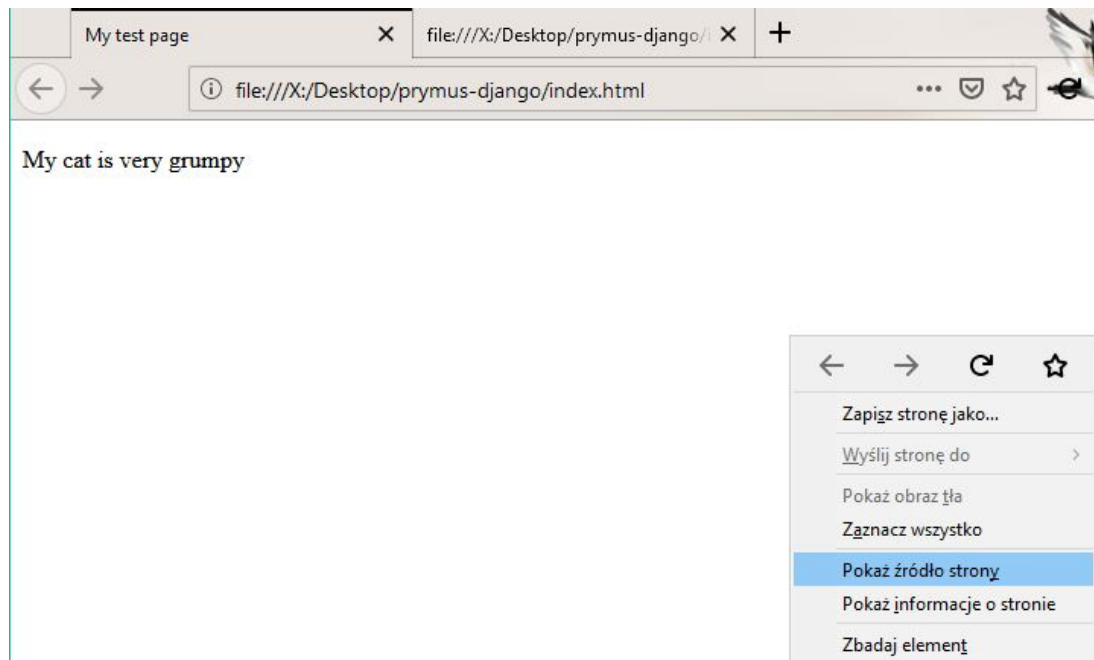 My test page
file:///X:/Desktop/prymus-django/i
file:///X:/Desktop/prymus-django/index.html
My cat is very grumpy
Zapisz stronę jako...
Wyślij stronę do
Pokaż obraz tła
Zaznacz wszystko
Pokaż źródło strony
Pokaż informacje o stronie
Zbadaj element